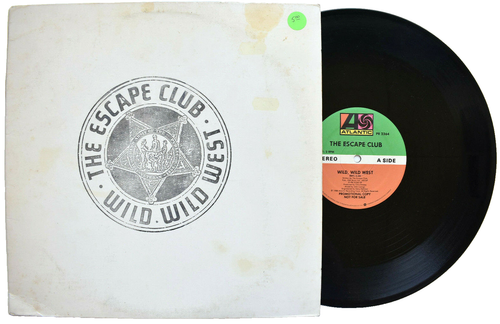 THE ESCAPE CLUB · WILD. WILD WEST ·
ATLANTIC
THE ESCAPE CLUB
STEREO
A SIDE
WILD, WILD WEST
PROMOTIONAL COPY
NOT FOR SALE